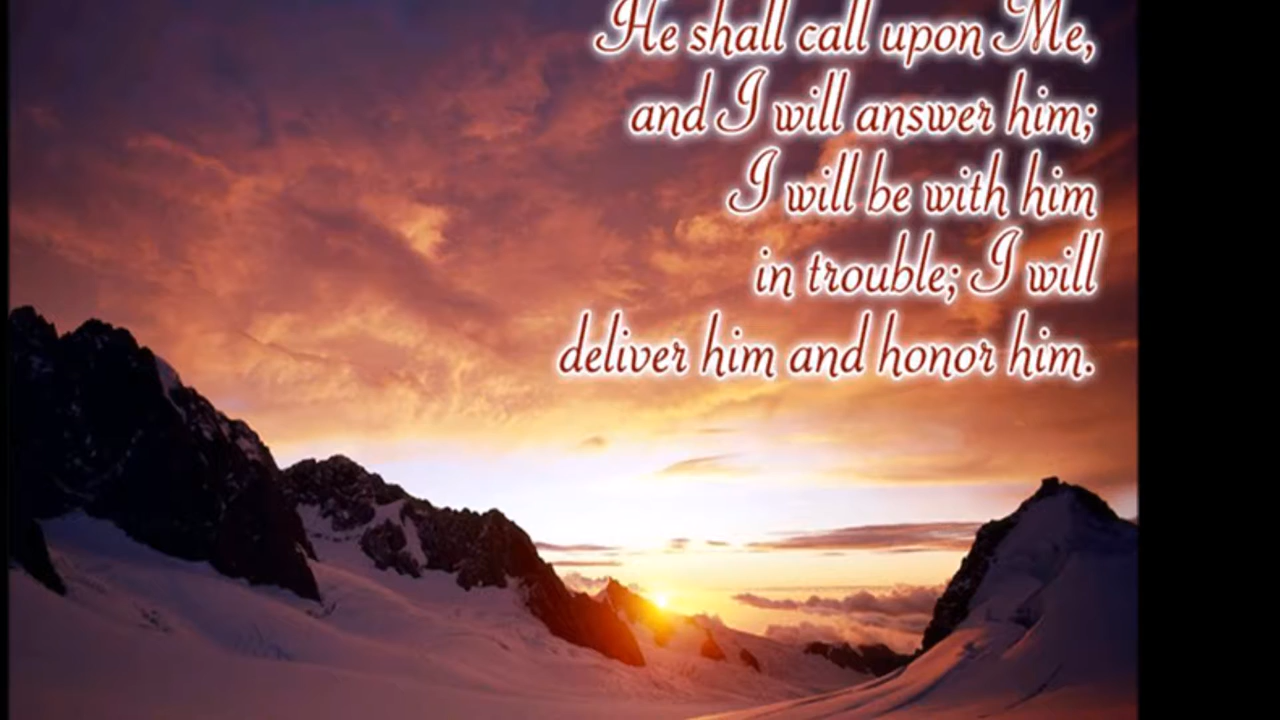 He shall call upon Me,
and I will answer him;
I will be with him
in trouble; I will
deliver him and honor him.